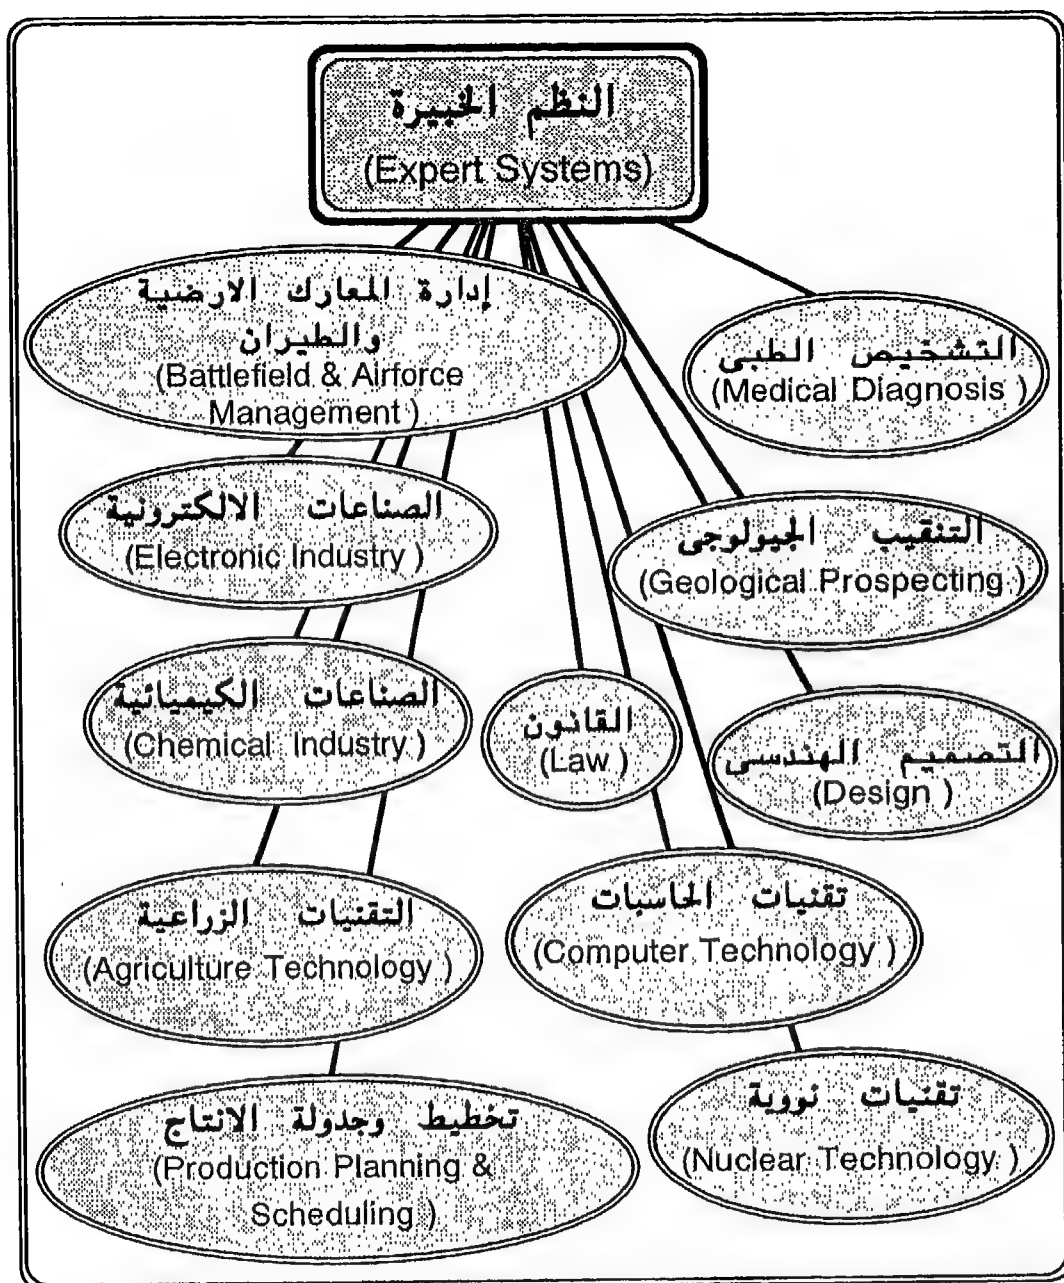 النظم الخبيرة
(Expert Systems)
إدارة المعارك الارضية
والطيران
(Battlefield & Airforce
Management )
التشخيص الطبى
(Medical Diagnosis )
الصناعات الالكترونية
(Electronic Industry )
التنقيب الجيولوجى
(Geological Prospecting )
الصناعات الكيميائية
(Chemical Industry )
القانون
(Law )
التصميم الهندسى
(Design )
التقنيات الزراعية
(Agriculture Technology )
تقنيات الحاسبات
(Computer Technology )
تخطيط وجدولة الانتاج
(Production Planning &
Scheduling )
تقنيات نووية
(Nuclear Technology )